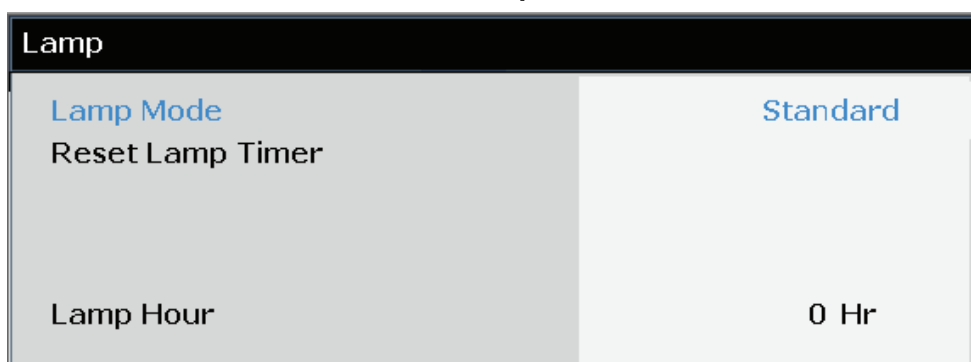 Lamp
Lamp Mode Standard
Reset Lamp Timer
Lamp Hour 0 Hr